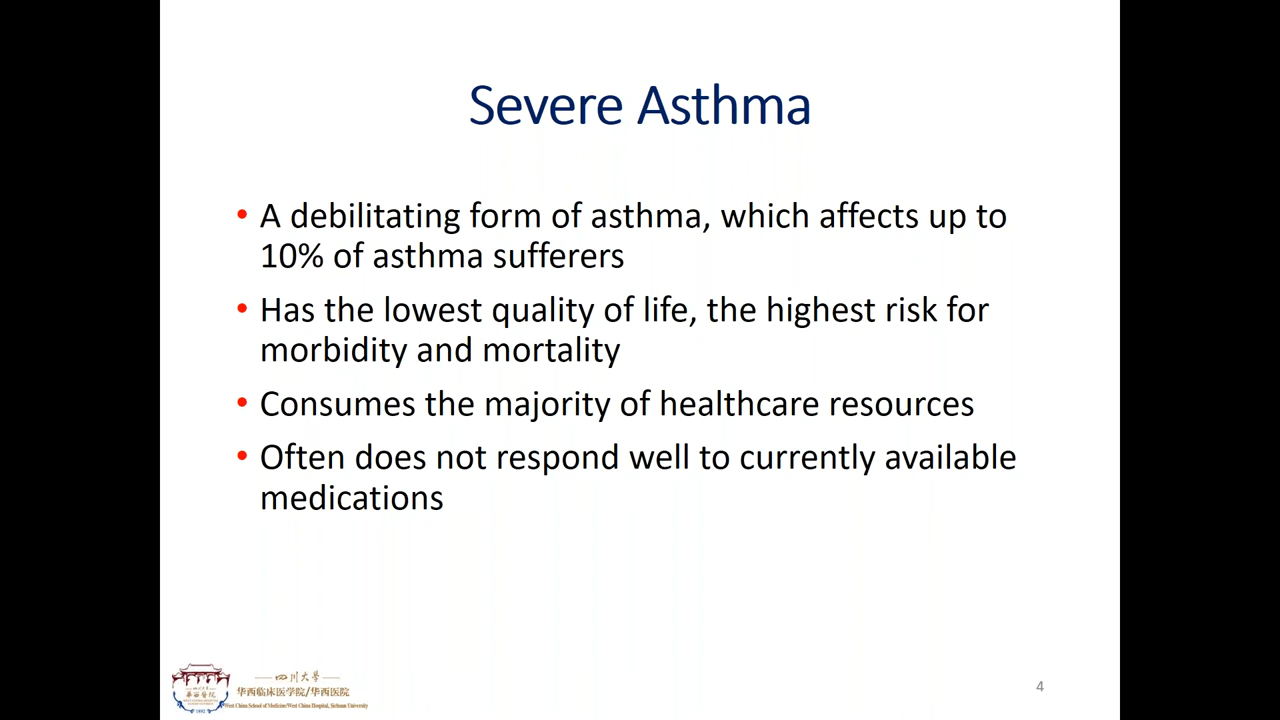 Severe Asthma
• A debilitating form of asthma, which affects up to
10% of asthma sufferers
• Has the lowest quality of life, the highest risk for
morbidity and mortality
• Consumes the majority of healthcare resources
• Often does not respond well to currently available
medications
四川大學
华西临床医学院/华西医院
West China School of Medicine/West China Hospital, Sichuan University
1892
4